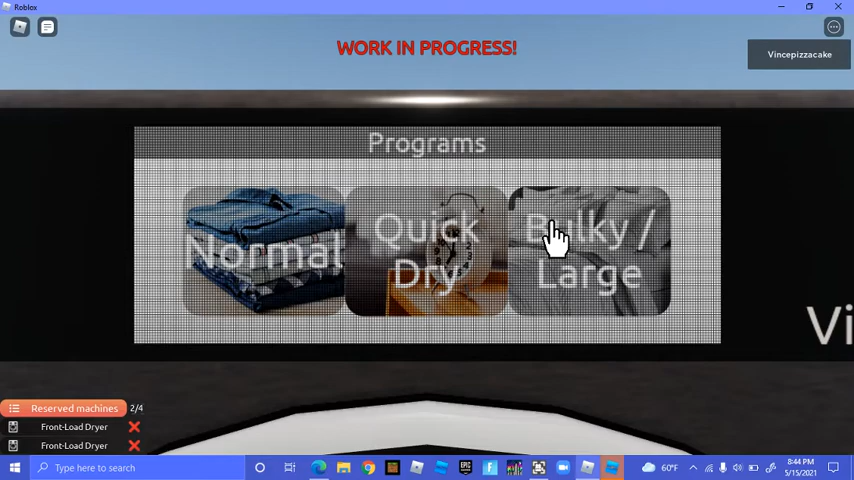 Roblox
WORK IN PROGRESS!
Vincepizzacake
Programs
Normal
Quick
Dry
Bulky /
Large
Vi
Reserved machines 2/4
Front-Load Dryer
Front-Load Dryer
Type here to search
EPIC
60°F
8:44 PM
5/15/2021